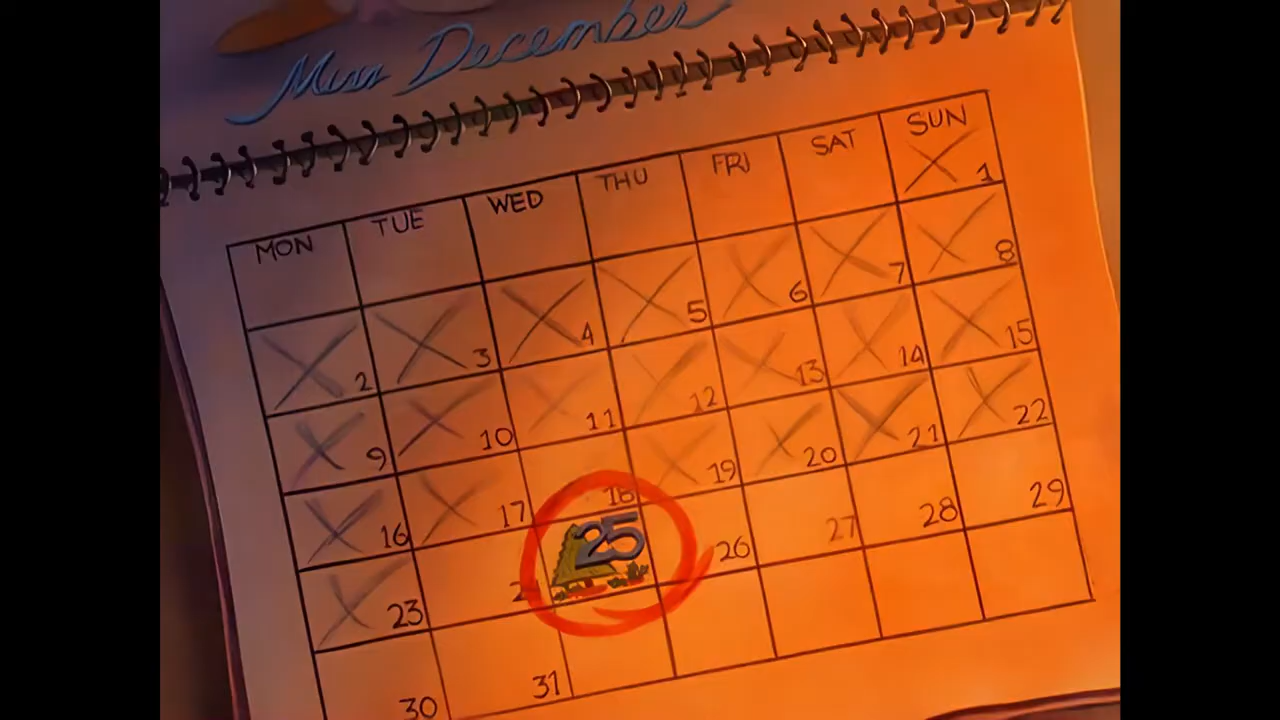 Miss December
MON TUE WED THU FRI SAT SUN
1
2 3 4 5 6 7 8
9 10 11 12 13 14 15
16 17 18 19 20 21 22
23 25 26 27 28 29
30 31